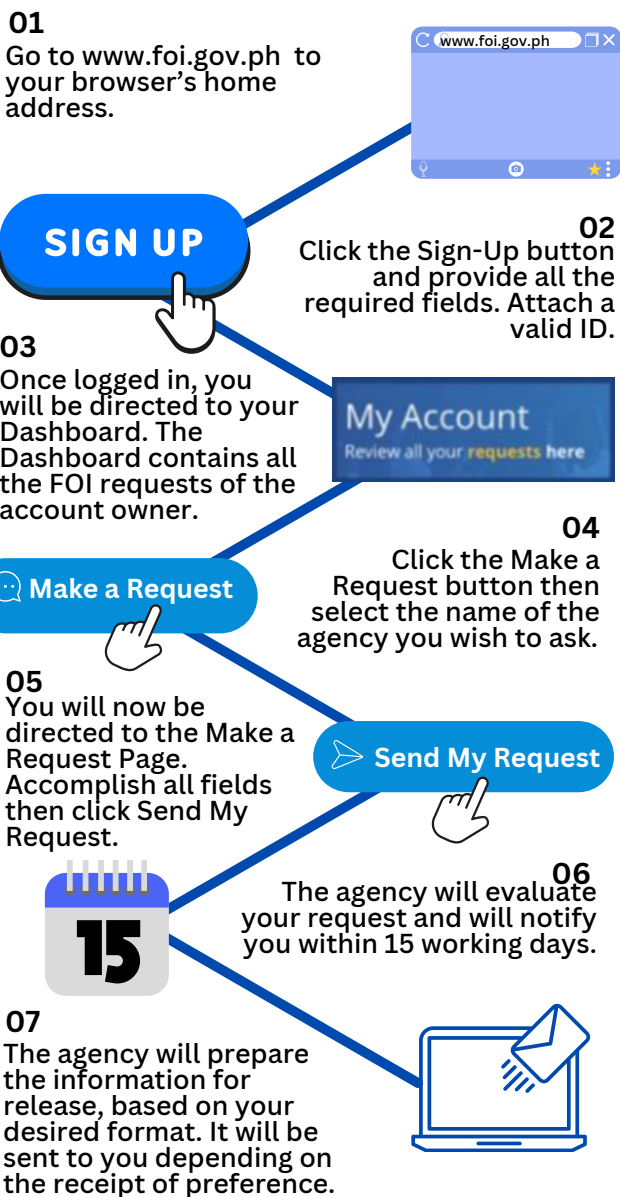 01
Go to www.foi.gov.ph to
your browser's home
address.
www.foi.gov.ph
SIGN UP
02
Click the Sign-Up button
and provide all the
required fields. Attach a
valid ID.
03
Once logged in, you
will be directed to your
Dashboard. The
Dashboard contains all
the FOI requests of the
account owner.
My Account
Review all your requests here
04
Click the Make a
Request button then
select the name of the
agency you wish to ask.
Make a Request
05
You will now be
directed to the Make a
Request Page.
Accomplish all fields
then click Send My
Request.
Send My Request
06
The agency will evaluate
your request and will notify
you within 15 working days.
15
07
The agency will prepare
the information for
release, based on your
desired format. It will be
sent to you depending on
the receipt of preference.